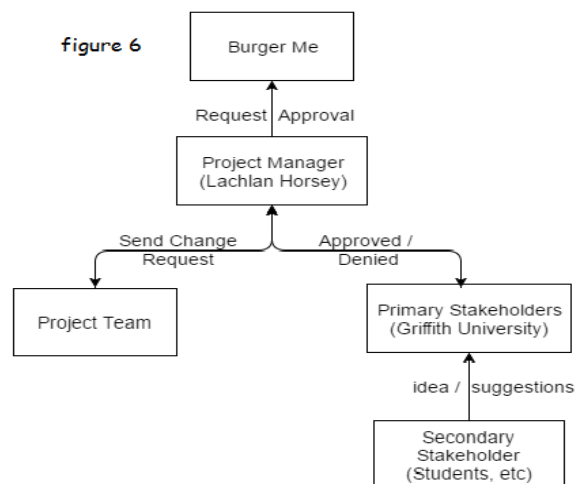 figure 6
Burger Me
Request Approval
Project Manager
(Lachlan Horsey)
Send Change
Request
Approved /
Denied
Project Team
Primary Stakeholders
(Griffith University)
idea / suggestions
Secondary
Stakeholder
(Students, etc)